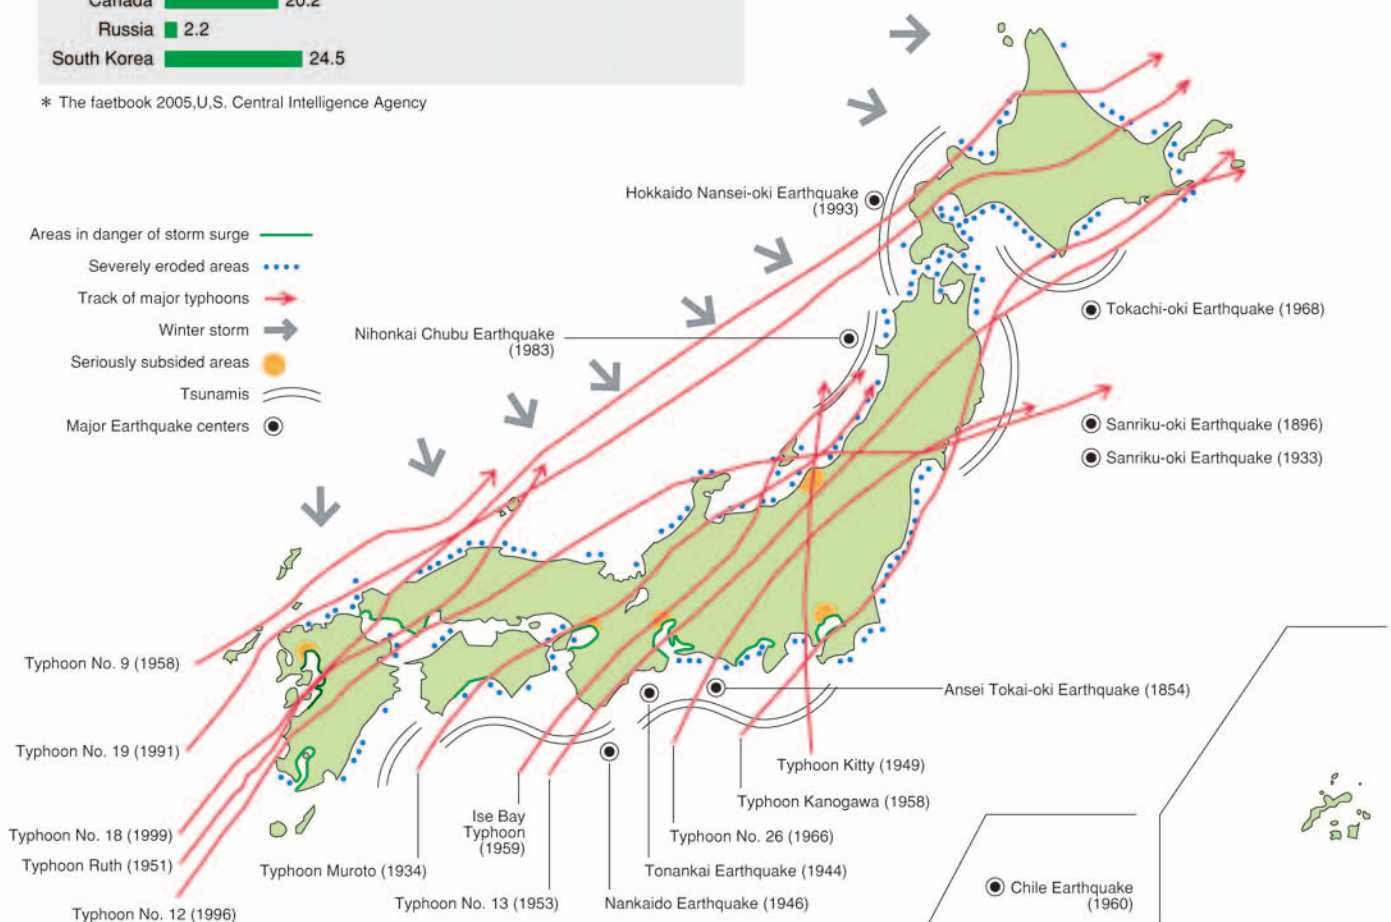 Canada 20.2
Russia 2.2
South Korea 24.5
* The faetbook 2005,U,S. Central Intelligence Agency
Areas in danger of storm surge
Severely eroded areas
Track of major typhoons
Winter storm
Seriously subsided areas
Tsunamis
Major Earthquake centers
Hokkaido Nansei-oki Earthquake
(1993)
Nihonkai Chubu Earthquake
(1983)
Tokachi-oki Earthquake (1968)
Sanriku-oki Earthquake (1896)
Sanriku-oki Earthquake (1933)
Ansei Tokai-oki Earthquake (1854)
Typhoon No. 9 (1958)
Typhoon No. 19 (1991)
Typhoon No. 18 (1999)
Typhoon Ruth (1951)
Typhoon No. 12 (1996)
Typhoon Muroto (1934)
Ise Bay
Typhoon
(1959)
Typhoon No. 13 (1953)
Nankaido Earthquake (1946)
Tonankai Earthquake (1944)
Typhoon No. 26 (1966)
Typhoon Kanogawa (1958)
Typhoon Kitty (1949)
Chile Earthquake
(1960)